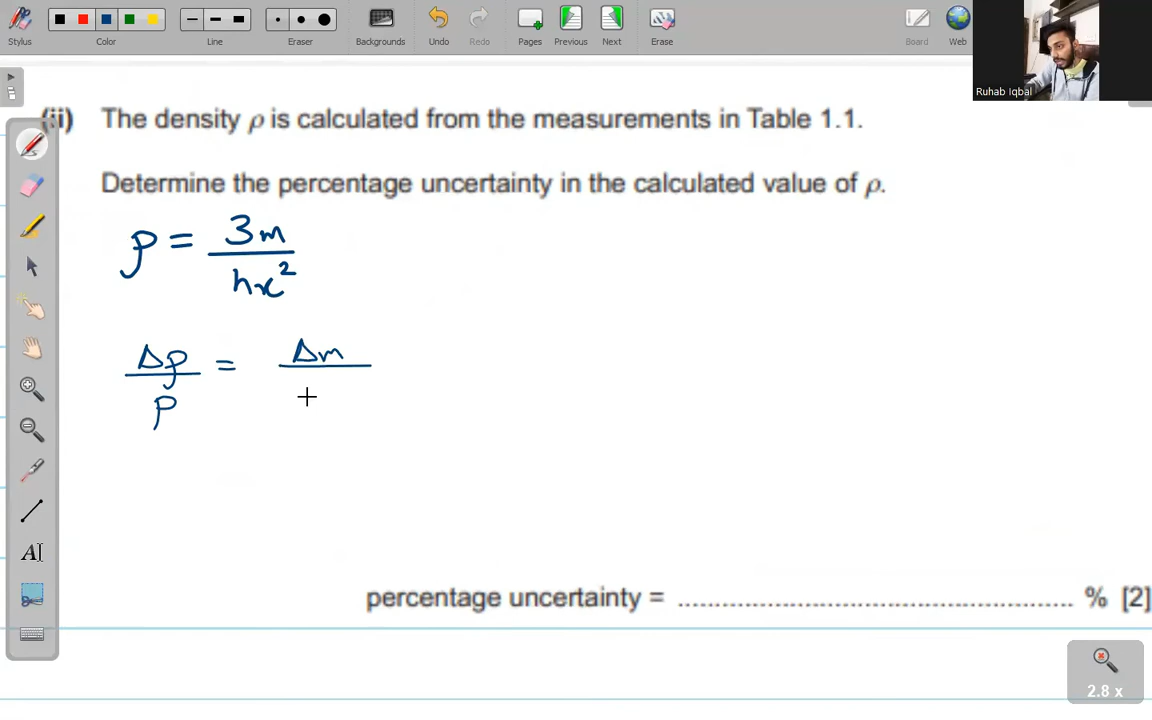 Stylus Color Line Eraser Backgrounds Undo Redo Pages Previous Next Erase Board Web
Ruhab Iqbal
(ii) The density ρ is calculated from the measurements in Table 1.1.
Determine the percentage uncertainty in the calculated value of ρ.
ρ = 3m
hx²
Δρ = Δm
ρ
AI
percentage uncertainty = ................................................... % [2]
2.8 x